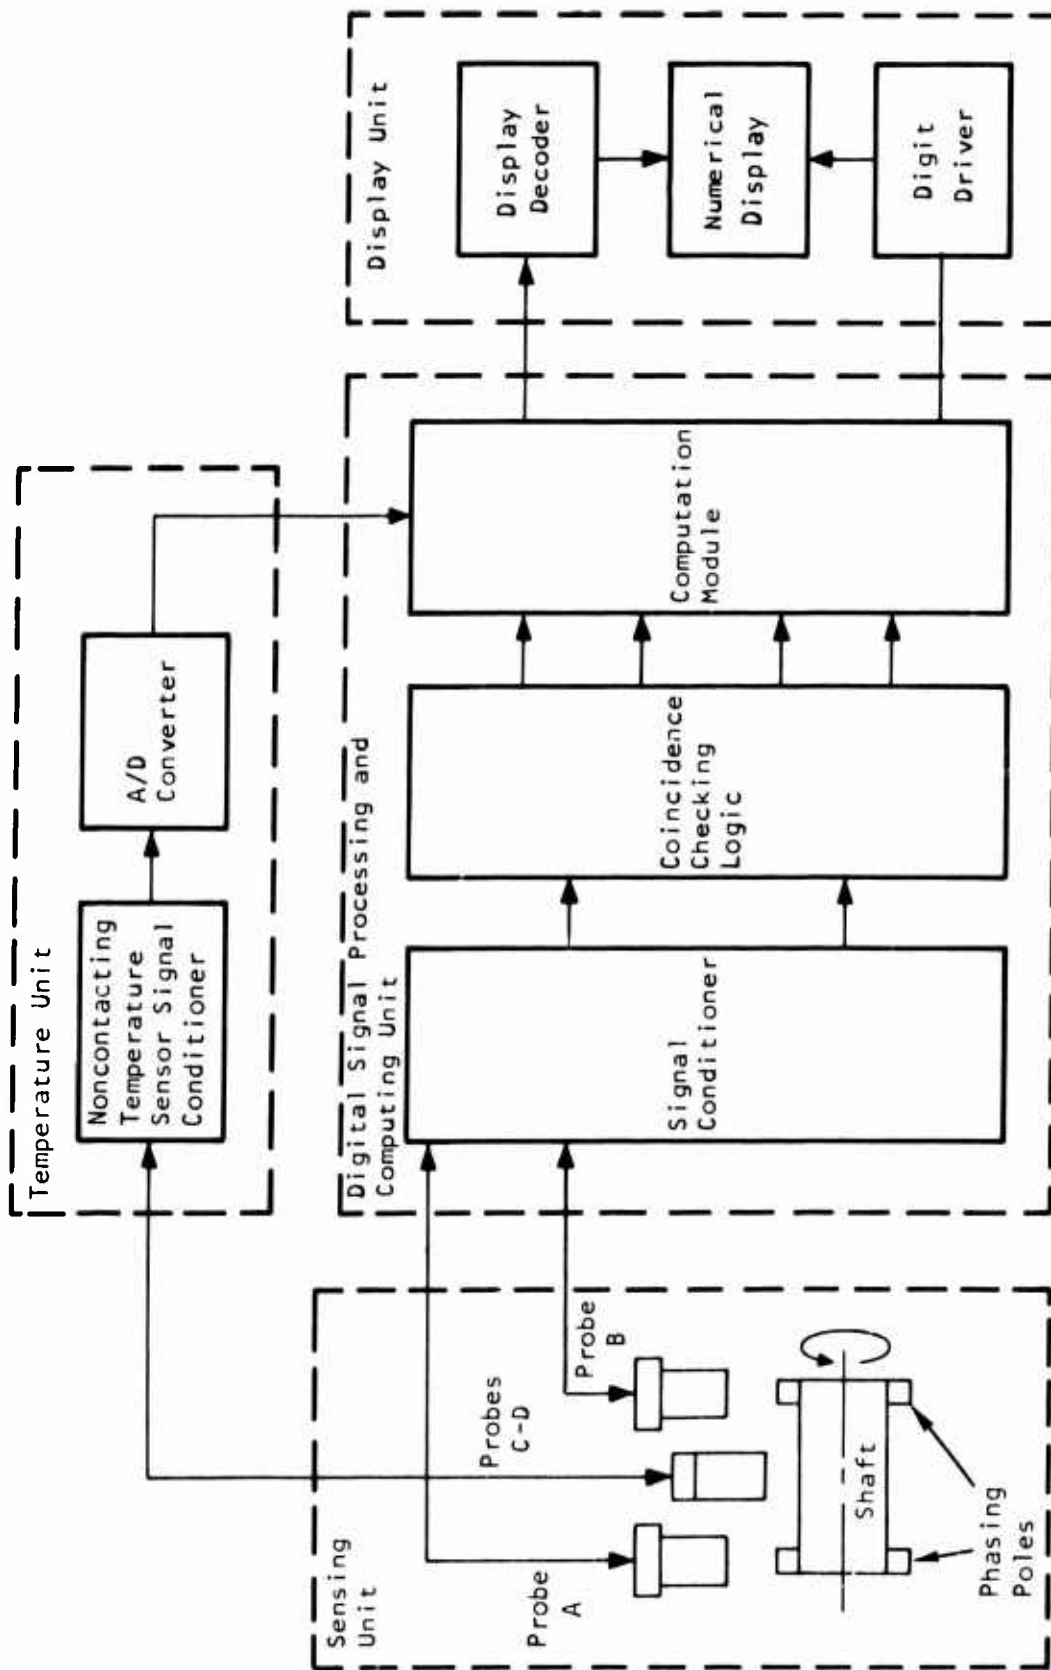 Temperature Unit
Noncontacting
Temperature
Sensor Signal
Conditioner
A/D
Converter
Sensing
Unit
Probe
A
Probes
C-D
Probe
B
Shaft
Phasing
Poles
Digital Signal Processing and
Computing Unit
Signal
Conditioner
Coincidence
Checking
Logic
Computation
Module
Display Unit
Display
Decoder
Numerical
Display
Digit
Driver